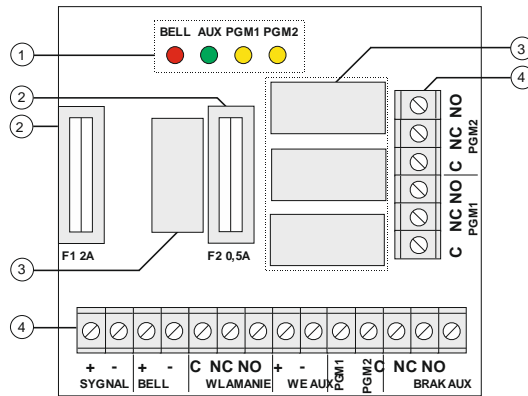 BELL AUX PGM1 PGM2
1
3
4
2
2
NO
NC
C
PGM2
NO
NC
C
PGM1
F1 2A
F2 0,5A
3
4
+ - + - C NC NO + - PGM1 PGM2 C NC NO
SYGNAL BELL WLAMANIE WE AUX BRAK AUX